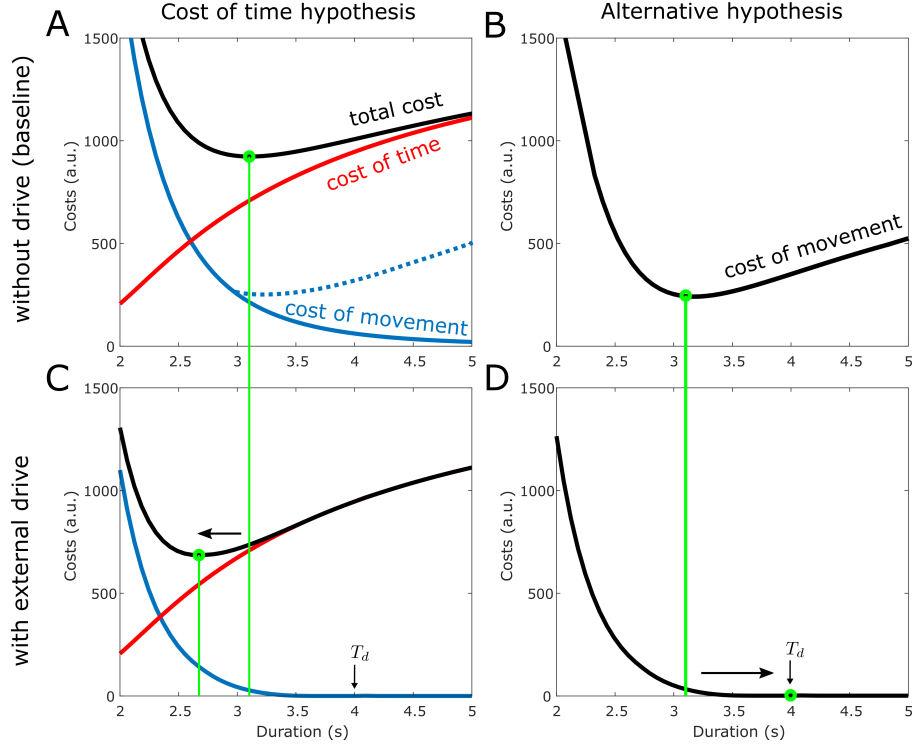 Cost of time hypothesis
Alternative hypothesis
A
B
without drive (baseline)
with external drive
1500
1000
500
0
Costs (a.u.)
total cost
cost of time
cost of movement
2 2.5 3 3.5 4 4.5 5
1500
1000
500
0
Costs (a.u.)
cost of movement
2 2.5 3 3.5 4 4.5 5
C
D
1500
1000
500
0
Costs (a.u.)
T_d
2 2.5 3 3.5 4 4.5 5
Duration (s)
1500
1000
500
0
Costs (a.u.)
T_d
2 2.5 3 3.5 4 4.5 5
Duration (s)